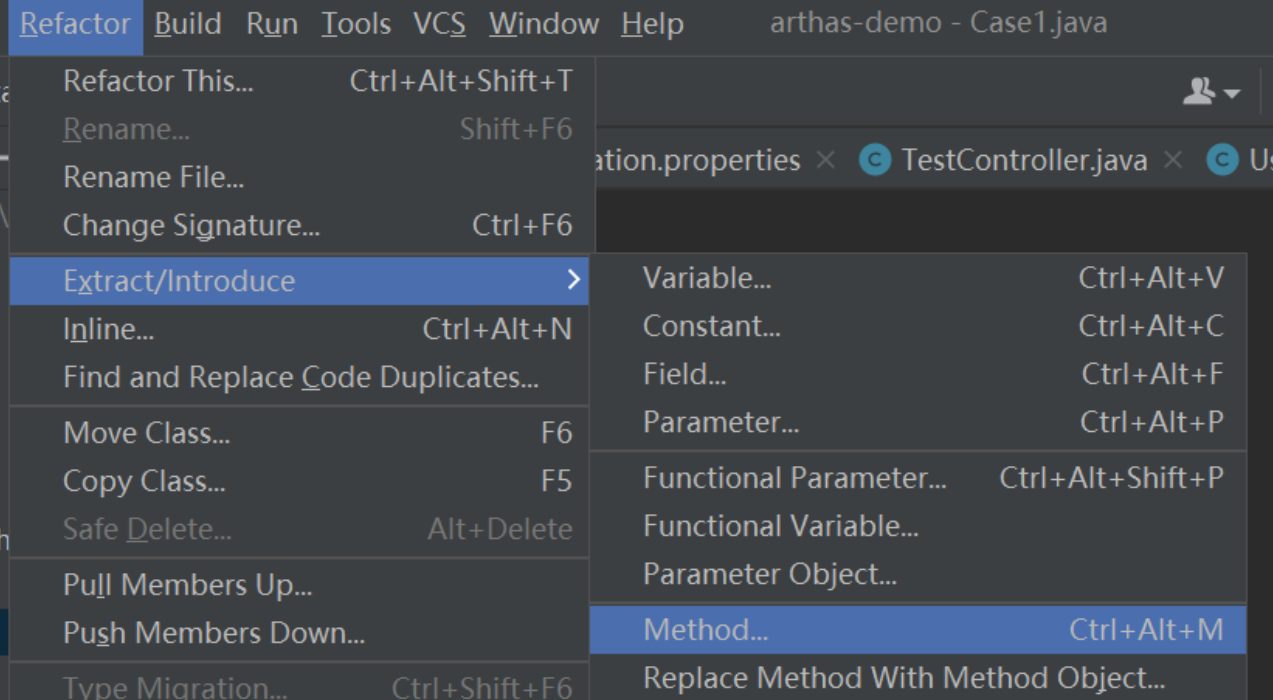 Refactor Build Run Tools VCS Window Help arthas-demo - Case1.java
Refactor This... Ctrl+Alt+Shift+T
Rename... Shift+F6
TestController.java
Rename File...
Change Signature... Ctrl+F6
Extract/Introduce
Inline... Ctrl+Alt+N
Find and Replace Code Duplicates...
Move Class... F6
Copy Class... F5
Safe Delete... Alt+Delete
Pull Members Up...
Push Members Down...
Type Migration... Ctrl+Shift+F6
Variable... Ctrl+Alt+V
Constant... Ctrl+Alt+C
Field... Ctrl+Alt+F
Parameter... Ctrl+Alt+P
Functional Parameter... Ctrl+Alt+Shift+P
Functional Variable...
Parameter Object...
Method... Ctrl+Alt+M
Replace Method With Method Object...